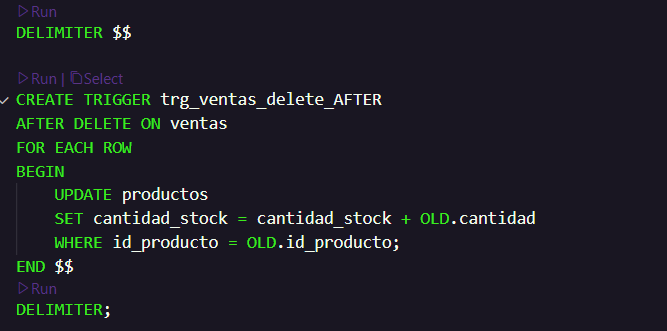 Run
DELIMITER $$
Run | Select
CREATE TRIGGER trg_ventas_delete_AFTER
AFTER DELETE ON ventas
FOR EACH ROW
BEGIN
    UPDATE productos
    SET cantidad_stock = cantidad_stock + OLD.cantidad
    WHERE id_producto = OLD.id_producto;
END $$
Run
DELIMITER;